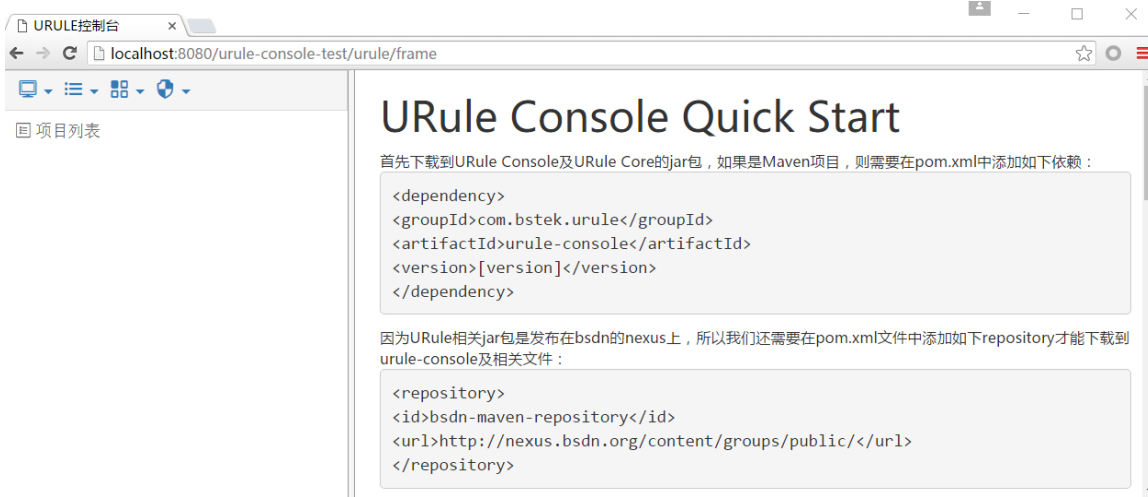 URULE控制台
localhost:8080/urule-console-test/urule/frame
项目列表
URule Console Quick Start
首先下载到URule Console及URule Core的jar包，如果是Maven项目，则需要在pom.xml中添加如下依赖：
<dependency>
<groupId>com.bstek.urule</groupId>
<artifactId>urule-console</artifactId>
<version>[version]</version>
</dependency>
因为URule相关jar包是发布在bsdn的nexus上，所以我们还需要在pom.xml文件中添加如下repository才能下载到
urule-console及相关文件：
<repository>
<id>bsdn-maven-repository</id>
<url>http://nexus.bsdn.org/content/groups/public/</url>
</repository>